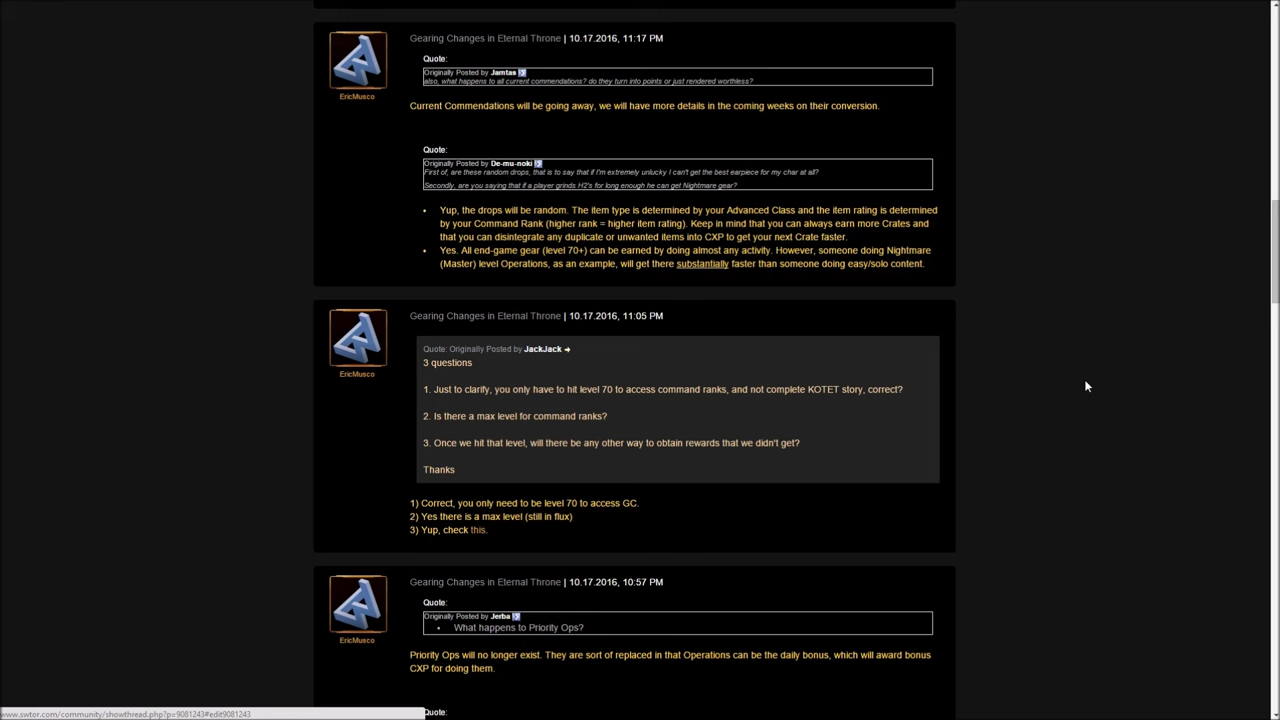 Gearing Changes in Eternal Throne | 10.17.2016, 11:17 PM
Quote:
Originally Posted by Jamtas
also, what happens to all current commendations? do they turn into points or just rendered worthless?
EricMusco
Current Commendations will be going away, we will have more details in the coming weeks on their conversion.
Quote:
Originally Posted by De-mu-noki
First of, are these random drops, that is to say that if I'm extremely unlucky I can't get the best earpiece for my char at all?
Secondly, are you saying that if a player grinds H2's for long enough he can get Nightmare gear?
• Yup, the drops will be random. The item type is determined by your Advanced Class and the item rating is determined
by your Command Rank (higher rank = higher item rating). Keep in mind that you can always earn more Crates and
that you can disintegrate any duplicate or unwanted items into CXP to get your next Crate faster.
• Yes. All end-game gear (level 70+) can be earned by doing almost any activity. However, someone doing Nightmare
(Master) level Operations, as an example, will get there substantially faster than someone doing easy/solo content.
Gearing Changes in Eternal Throne | 10.17.2016, 11:05 PM
Quote: Originally Posted by JackJack
3 questions
EricMusco
1. Just to clarify, you only have to hit level 70 to access command ranks, and not complete KOTET story, correct?
2. Is there a max level for command ranks?
3. Once we hit that level, will there be any other way to obtain rewards that we didn't get?
Thanks
1) Correct, you only need to be level 70 to access GC.
2) Yes there is a max level (still in flux)
3) Yup, check this.
Gearing Changes in Eternal Throne | 10.17.2016, 10:57 PM
Quote:
Originally Posted by Jerba
• What happens to Priority Ops?
EricMusco
Priority Ops will no longer exist. They are sort of replaced in that Operations can be the daily bonus, which will award bonus
CXP for doing them.
Quote:
www.swtor.com/community/showthread.php?p=9081243#edit9081243